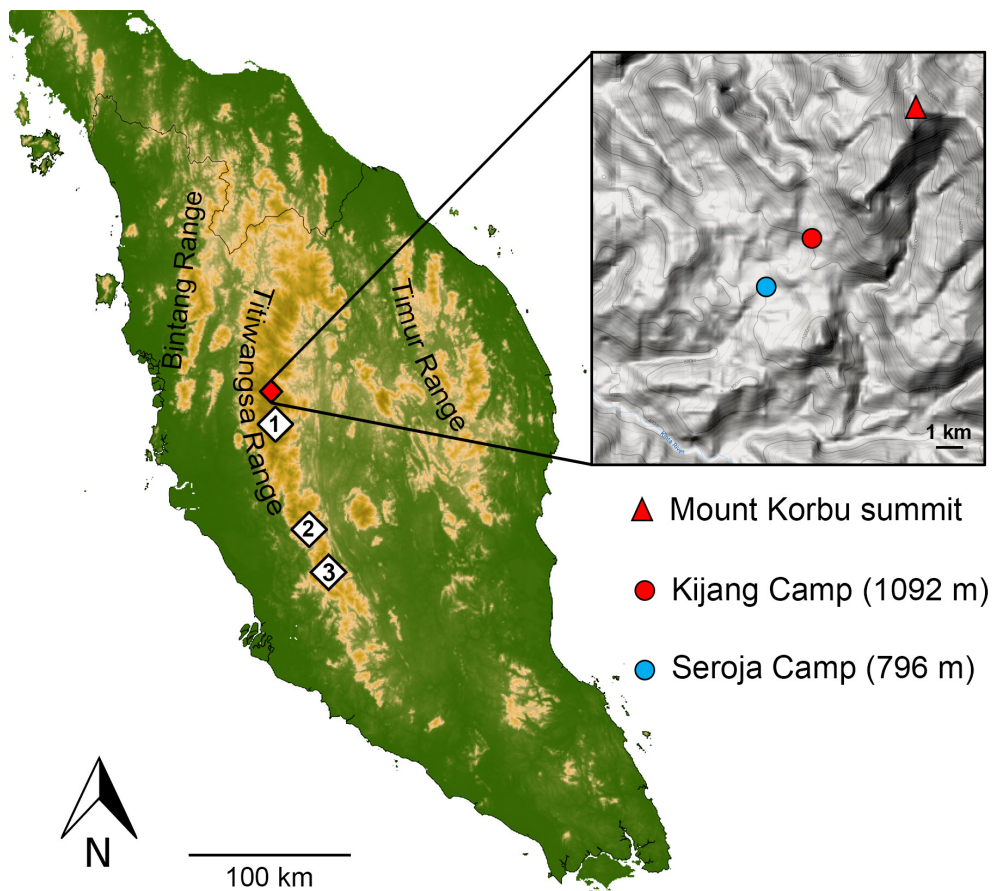 Bintang Range
Titiwangsa Range
Timur Range
1
2
3
1 km
Mount Korbu summit
Kijang Camp (1092 m)
Seroja Camp (796 m)
N
100 km